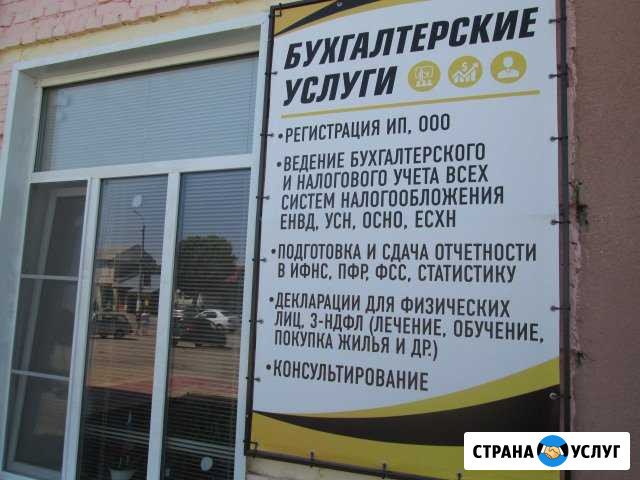 БУХГАЛТЕРСКИЕ
УСЛУГИ
•РЕГИСТРАЦИЯ ИП, ООО
•ВЕДЕНИЕ БУХГАЛТЕРСКОГО
И НАЛОГОВОГО УЧЕТА ВСЕХ
СИСТЕМ НАЛОГООБЛОЖЕНИЯ
ЕНВД, УСН, ОСНО, ЕСХН
•ПОДГОТОВКА И СДАЧА ОТЧЕТНОСТИ
В ИФНС, ПФР, ФСС, СТАТИСТИКУ
•ДЕКЛАРАЦИИ ДЛЯ ФИЗИЧЕСКИХ
ЛИЦ, 3-НДФЛ (ЛЕЧЕНИЕ, ОБУЧЕНИЕ,
ПОКУПКА ЖИЛЬЯ И ДР.)
•КОНСУЛЬТИРОВАНИЕ
СТРАНА УСЛУГ